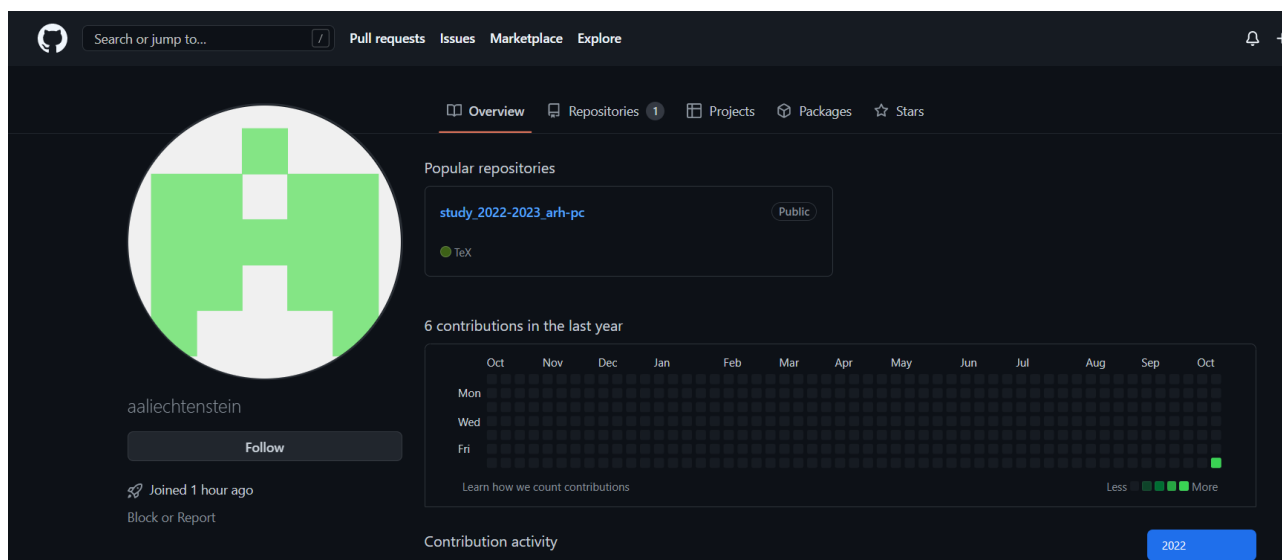 Search or jump to... /
Pull requests Issues Marketplace Explore
Overview Repositories 1 Projects Packages Stars
Popular repositories
study_2022-2023_arh-pc Public
TeX
6 contributions in the last year
Oct Nov Dec Jan Feb Mar Apr May Jun Jul Aug Sep Oct
Mon
Wed
Fri
Learn how we count contributions Less More
aaliechtenstein
Follow
Joined 1 hour ago
Block or Report
Contribution activity
2022